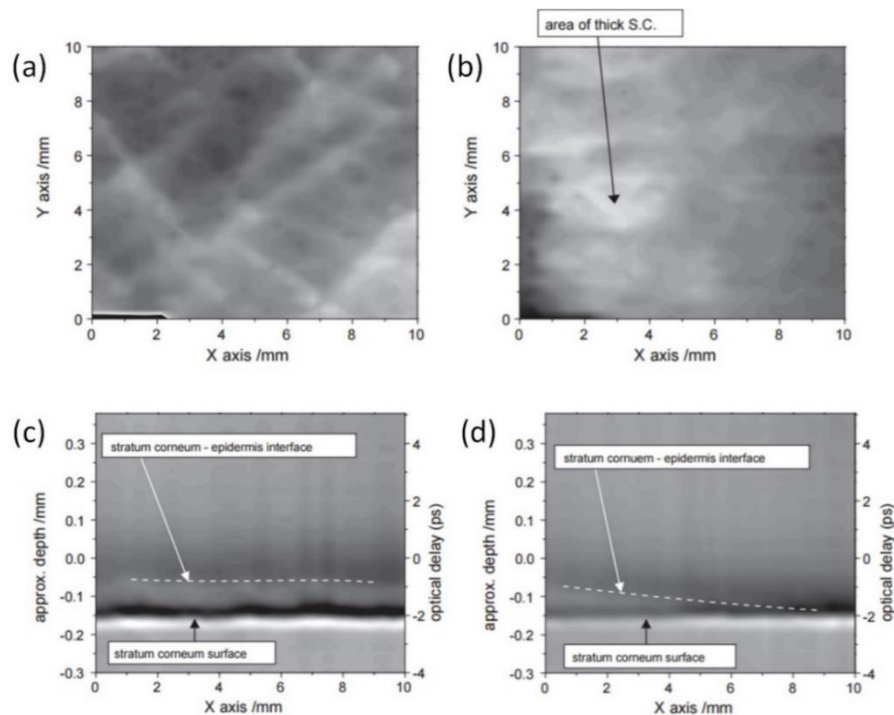 area of thick S.C.
(a)
(b)
10
8
6
4
2
0
Y axis /mm
0 2 4 6 8 10
X axis /mm
10
8
6
4
2
0
Y axis /mm
0 2 4 6 8 10
X axis /mm
(c)
stratum corneum - epidermis interface
stratum corneum surface
0.3
0.2
0.1
0.0
-0.1
-0.2
-0.3
approx. depth /mm
4
2
0
-2
-4
optical delay (ps)
0 2 4 6 8 10
X axis /mm
(d)
stratum cornuem - epidermis interface
stratum corneum surface
0.3
0.2
0.1
0.0
-0.1
-0.2
-0.3
approx. depth /mm
4
2
0
-2
-4
optical delay (ps)
0 2 4 6 8 10
X axis /mm